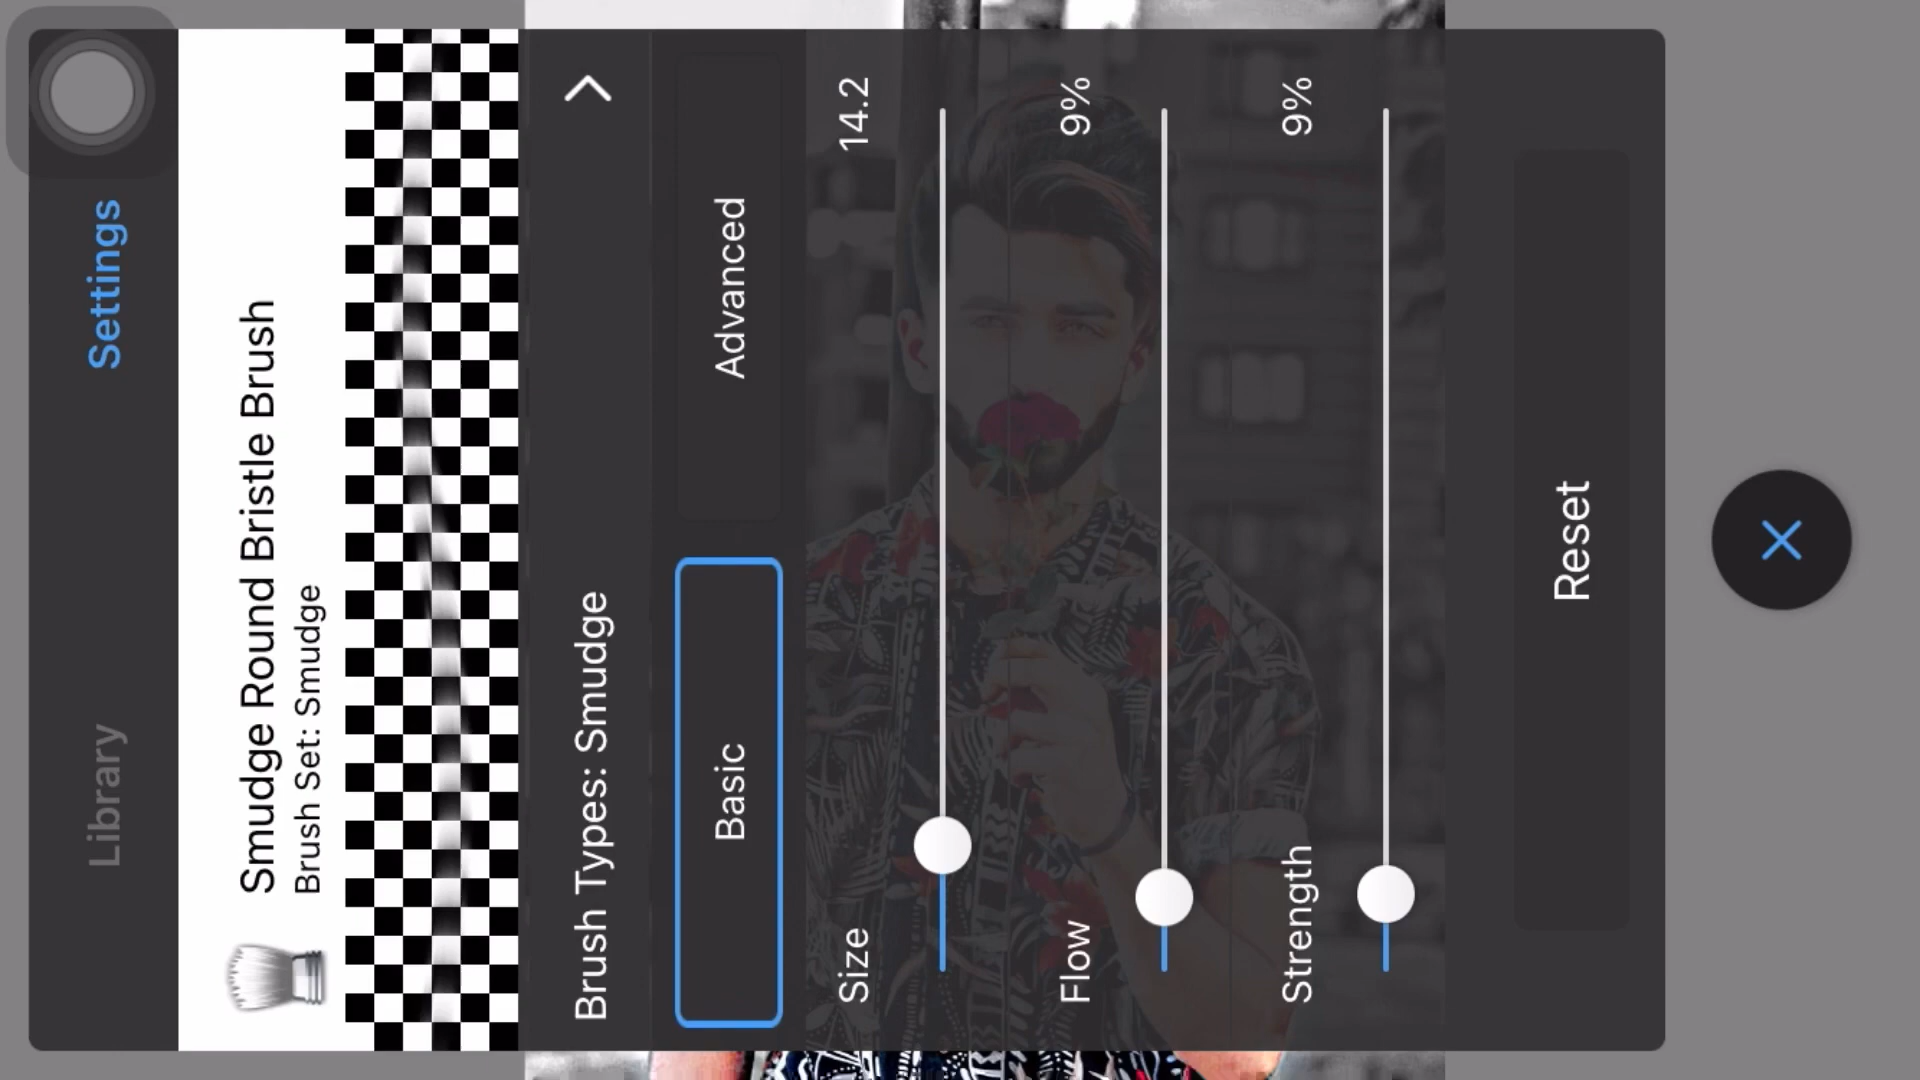 Library
Settings
Smudge Round Bristle Brush
Brush Set: Smudge
Brush Types: Smudge
Basic
Advanced
Size
14.2
Flow
9%
Strength
9%
Reset